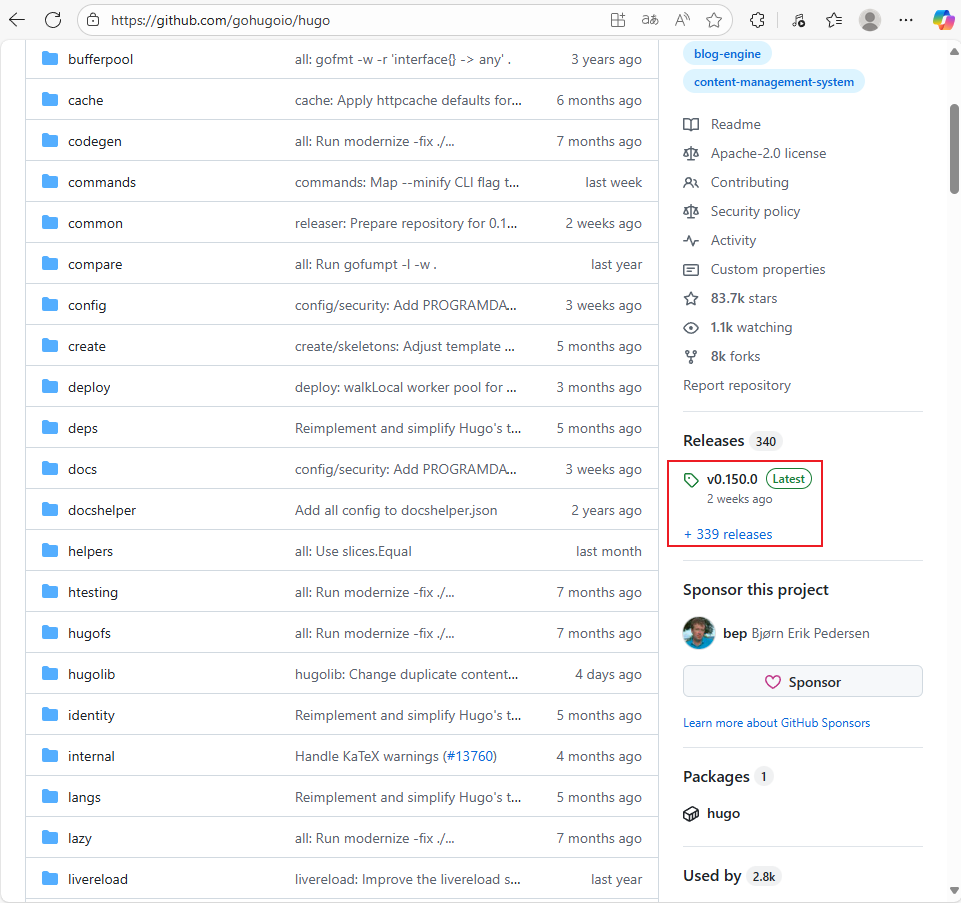 https://github.com/gohugoio/hugo
bufferpool all: gofmt -w -r 'interface{} -> any' . 3 years ago
cache cache: Apply httpcache defaults for... 6 months ago
codegen all: Run modernize -fix ./... 7 months ago
commands commands: Map --minify CLI flag t... last week
common releaser: Prepare repository for 0.1... 2 weeks ago
compare all: Run gofumpt -l -w . last year
config config/security: Add PROGRAMDA... 3 weeks ago
create create/skeletons: Adjust template ... 5 months ago
deploy deploy: walkLocal worker pool for ... 3 months ago
deps Reimplement and simplify Hugo's t... 5 months ago
docs config/security: Add PROGRAMDA... 3 weeks ago
docshelper Add all config to docshelper.json 2 years ago
helpers all: Use slices.Equal last month
htesting all: Run modernize -fix ./... 7 months ago
hugofs all: Run modernize -fix ./... 7 months ago
hugolib hugolib: Change duplicate content... 4 days ago
identity Reimplement and simplify Hugo's t... 5 months ago
internal Handle KaTeX warnings (#13760) 4 months ago
langs Reimplement and simplify Hugo's t... 5 months ago
lazy all: Run modernize -fix ./... 7 months ago
livereload livereload: Improve the livereload s... last year
blog-engine
content-management-system
Readme
Apache-2.0 license
Contributing
Security policy
Activity
Custom properties
83.7k stars
1.1k watching
8k forks
Report repository
Releases 340
v0.150.0 Latest
2 weeks ago
+ 339 releases
Sponsor this project
bep Bjørn Erik Pedersen
Sponsor
Learn more about GitHub Sponsors
Packages 1
hugo
Used by 2.8k